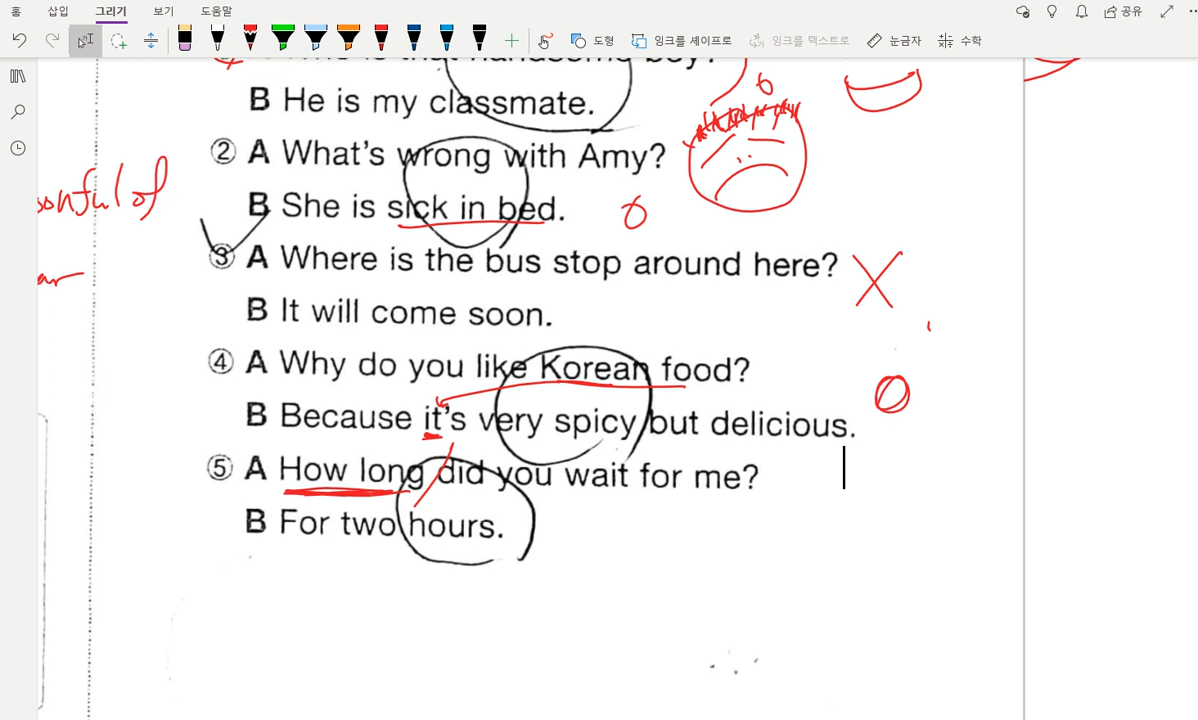 홈 삽입 그리기 보기 도움말
공유
도형 잉크를 셰이프로 잉크를 텍스트로 눈금자 수학
boy?
B He is my classmate.
② A What's wrong with Amy?
onful of
B She is sick in bed.
③ A Where is the bus stop around here?
ar
B It will come soon.
④ A Why do you like Korean food?
B Because it's very spicy but delicious.
⑤ A How long did you wait for me?
B For two hours.